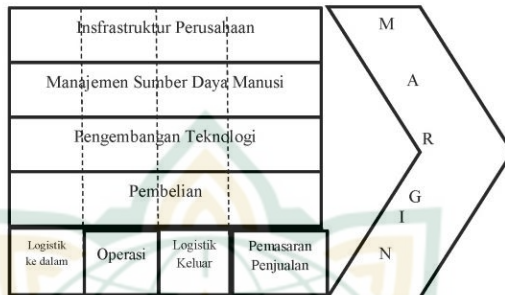 Insfrastruktur Perusahaan
Manajemen Sumber Daya Manusi
Pengembangan Teknologi
Pembelian
Logistik
ke dalam
Operasi
Logistik
Keluar
Pemasaran
Penjualan
M
A
R
G
I
N